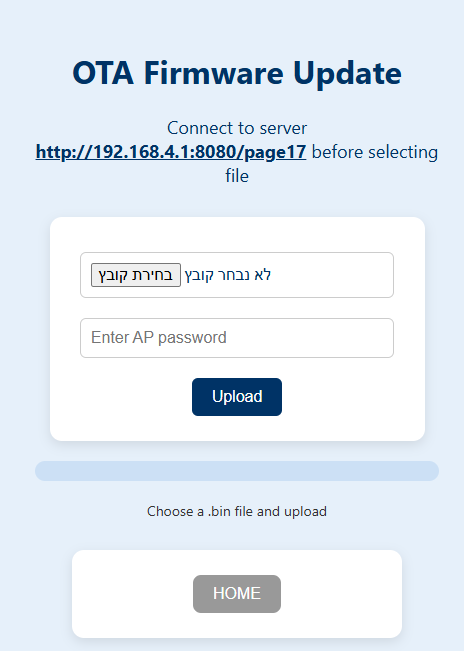 OTA Firmware Update
Connect to server
http://192.168.4.1:8080/page17 before selecting
file
בחירת קובץ לא נבחר קובץ
Enter AP password
Upload
Choose a .bin file and upload
HOME